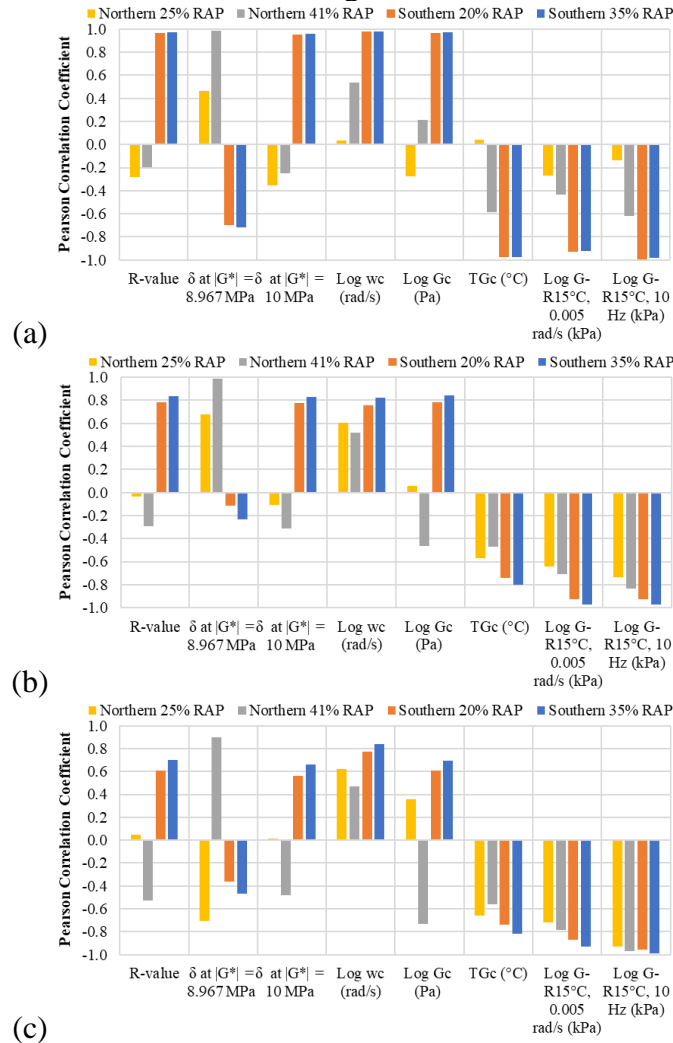 Northern 25% RAP Northern 41% RAP Southern 20% RAP Southern 35% RAP
Pearson Correlation Coefficient
1.0
0.8
0.6
0.4
0.2
0.0
-0.2
-0.4
-0.6
-0.8
-1.0
R-value δ at |G*| = δ at |G*| = Log wc Log Gc TGc (°C) Log G- Log G-
8.967 MPa 10 MPa (rad/s) (Pa) R15°C, R15°C, 10
0.005 Hz (kPa)
rad/s (kPa)
(a)
Northern 25% RAP Northern 41% RAP Southern 20% RAP Southern 35% RAP
Pearson Correlation Coefficient
1.0
0.8
0.6
0.4
0.2
0.0
-0.2
-0.4
-0.6
-0.8
-1.0
R-value δ at |G*| = δ at |G*| = Log wc Log Gc TGc (°C) Log G- Log G-
8.967 MPa 10 MPa (rad/s) (Pa) R15°C, R15°C, 10
0.005 Hz (kPa)
rad/s (kPa)
(b)
Northern 25% RAP Northern 41% RAP Southern 20% RAP Southern 35% RAP
Pearson Correlation Coefficient
1.0
0.8
0.6
0.4
0.2
0.0
-0.2
-0.4
-0.6
-0.8
-1.0
R-value δ at |G*| = δ at |G*| = Log wc Log Gc TGc (°C) Log G- Log G-
8.967 MPa 10 MPa (rad/s) (Pa) R15°C, R15°C, 10
0.005 Hz (kPa)
rad/s (kPa)
(c)